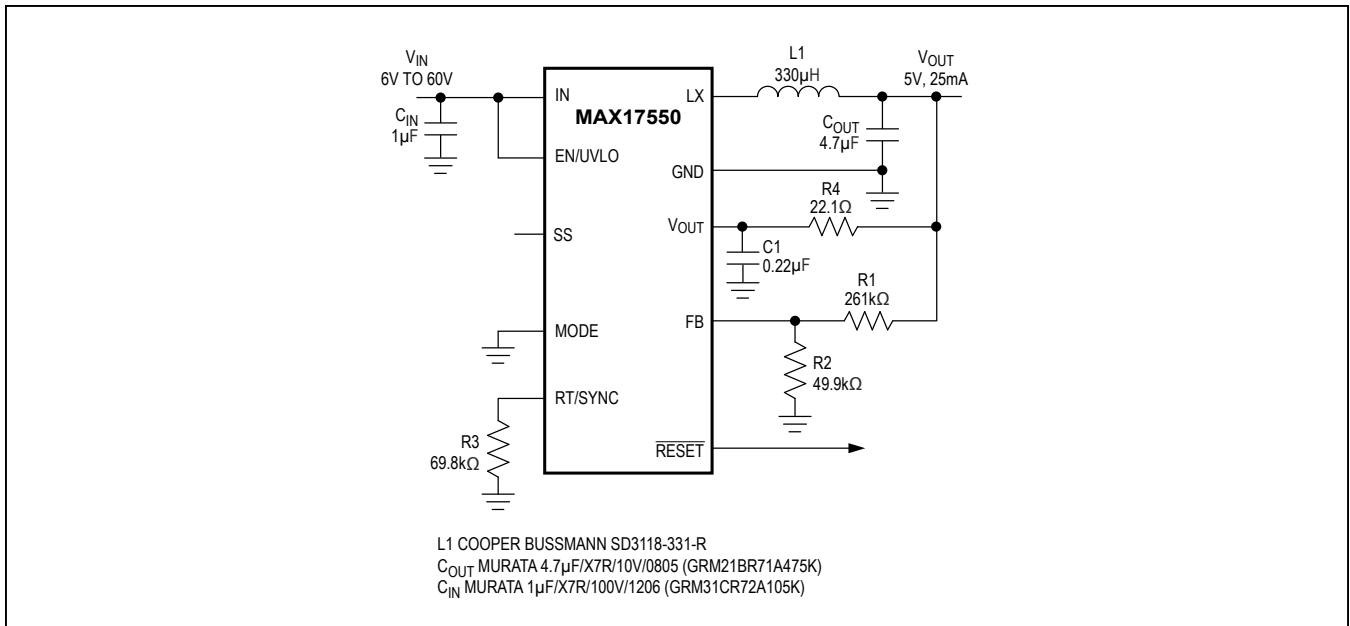 V_IN
6V TO 60V
C_IN
1µF
IN
EN/UVLO
SS
MODE
RT/SYNC
R3
69.8kΩ
MAX17550
LX
GND
V_OUT
FB
RESET
L1
330µH
V_OUT
5V, 25mA
C_OUT
4.7µF
R4
22.1Ω
C1
0.22µF
R1
261kΩ
R2
49.9kΩ
L1 COOPER BUSSMANN SD3118-331-R
C_OUT MURATA 4.7µF/X7R/10V/0805 (GRM21BR71A475K)
C_IN MURATA 1µF/X7R/100V/1206 (GRM31CR72A105K)